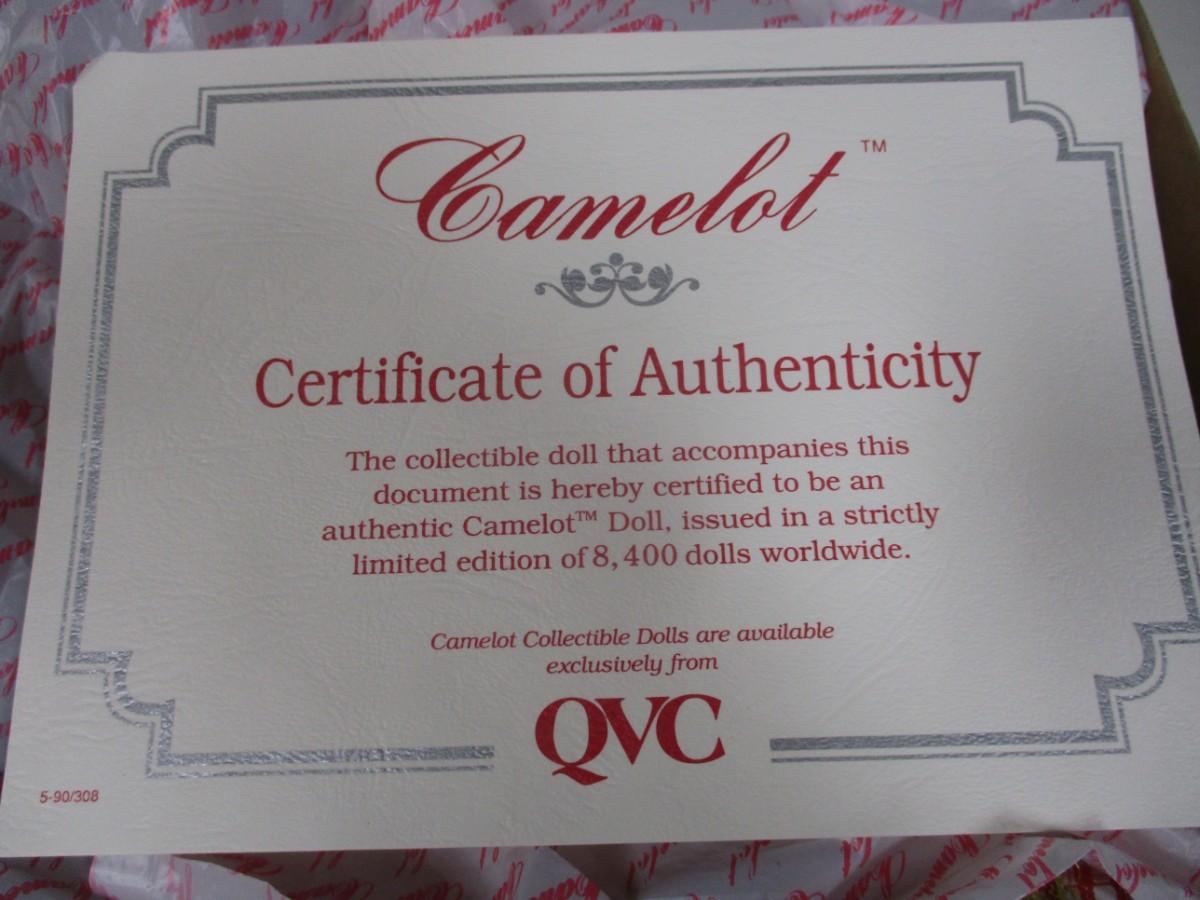 Camelot™
Certificate of Authenticity
The collectible doll that accompanies this
document is hereby certified to be an
authentic Camelot™ Doll, issued in a strictly
limited edition of 8,400 dolls worldwide.
Camelot Collectible Dolls are available
exclusively from
QVC
5-90/308